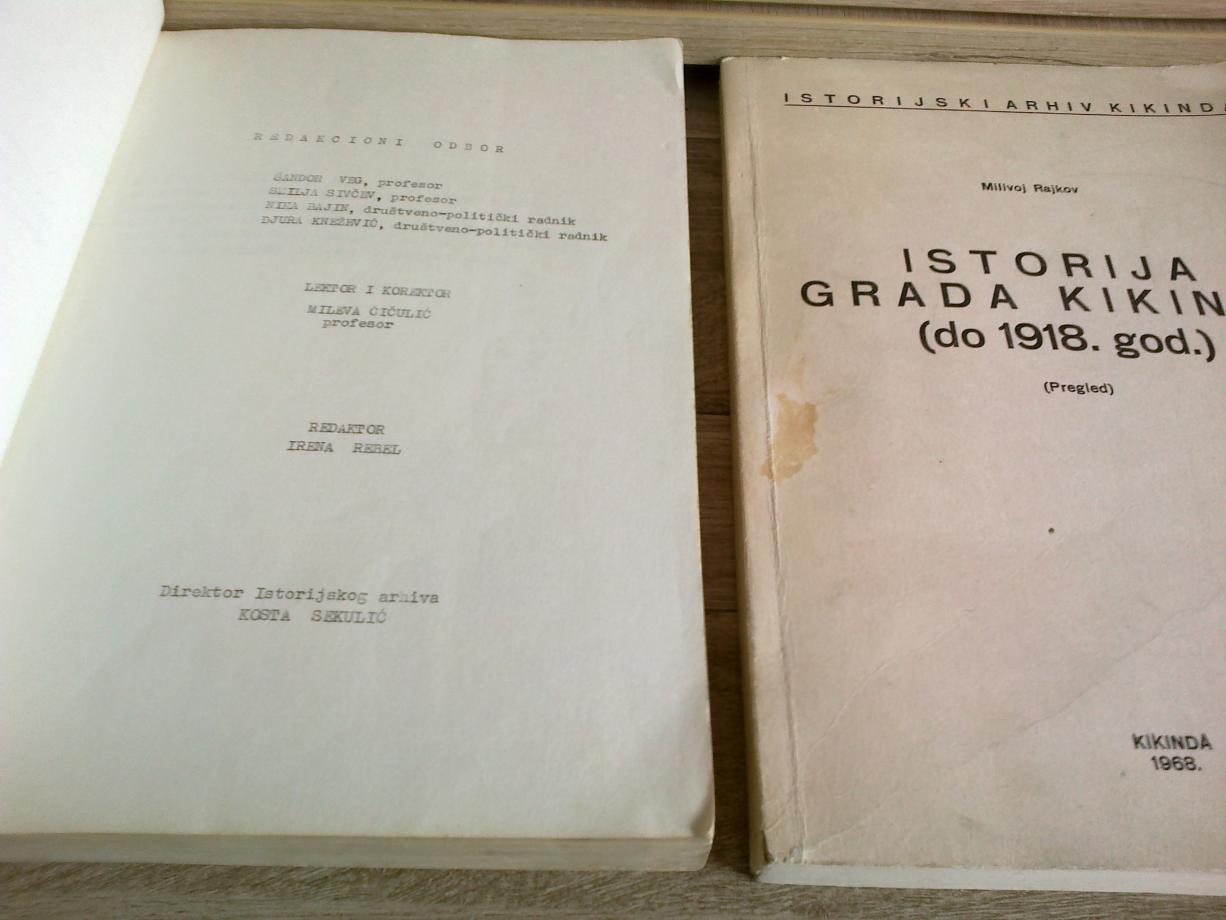 REDAKCIONI ODBOR
ŠANDOR VEG, profesor
SMILJA SIVČEV, profesor
NIKA BAJIN, društveno-politički radnik
DJURA KNEŽEVIĆ, društveno-politički radnik
LEKTOR I KOREKTOR
MILEVA ČIČULIĆ
profesor
REDAKTOR
IRENA REBEL
Direktor Istorijskog arhiva
KOSTA SEKULIĆ
ISTORIJSKI ARHIV KIKINDA
Milivoj Rajkov
ISTORIJA
GRADA KIKIN
(do 1918. god.)
(Pregled)
KIKINDA
1968.